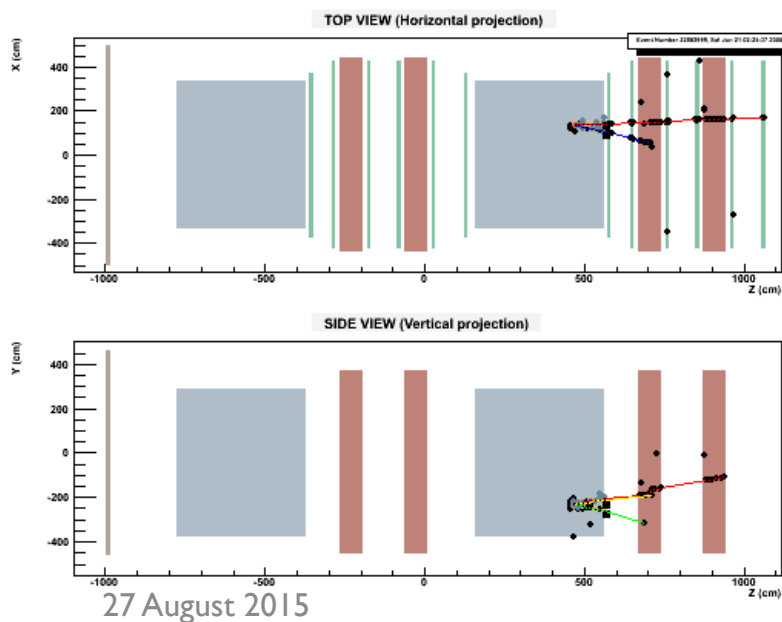 TOP VIEW (Horizontal projection)
X (cm)
400
200
0
-200
-400
-1000
-500
0
500
1000
Z (cm)
SIDE VIEW (Vertical projection)
Y (cm)
400
200
0
-200
-400
-1000
-500
0
500
1000
Z (cm)
27 August 2015